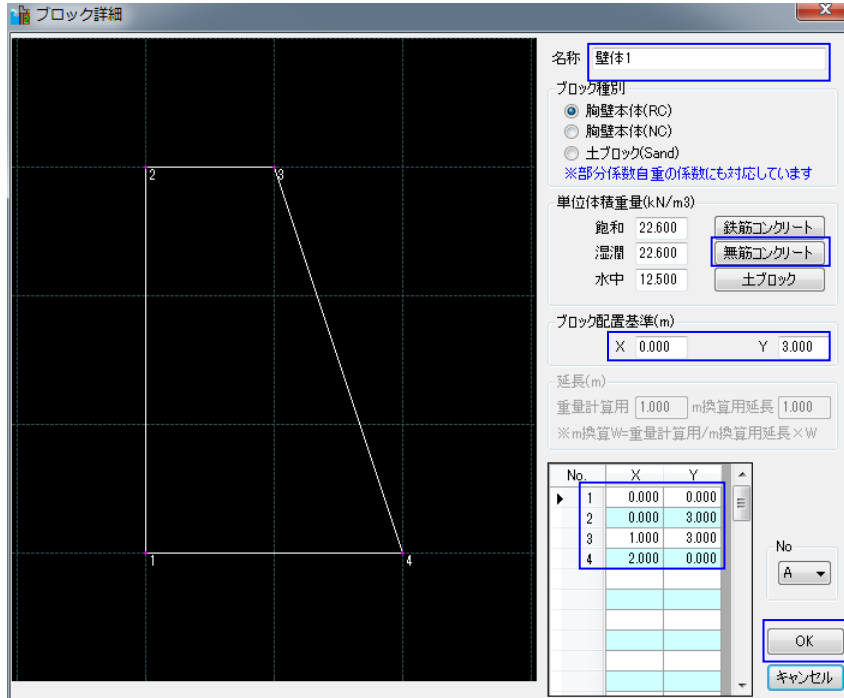 ブロック詳細
名称 壁体1
ブロック種別
胸壁本体(RC)
胸壁本体(NC)
土ブロック(Sand)
※部分係数自重の係数にも対応しています
単位体積重量(kN/m3)
飽和 22.600 鉄筋コンクリート
湿潤 22.600 無筋コンクリート
水中 12.500 土ブロック
ブロック配置基準(m)
X 0.000 Y 3.000
延長(m)
重量計算用 1.000 m換算用延長 1.000
※m換算W=重量計算用/m換算用延長×W
No. X Y
1 0.000 0.000
2 0.000 3.000
3 1.000 3.000
4 2.000 0.000
No
A
OK
キャンセル
2
3
1
4